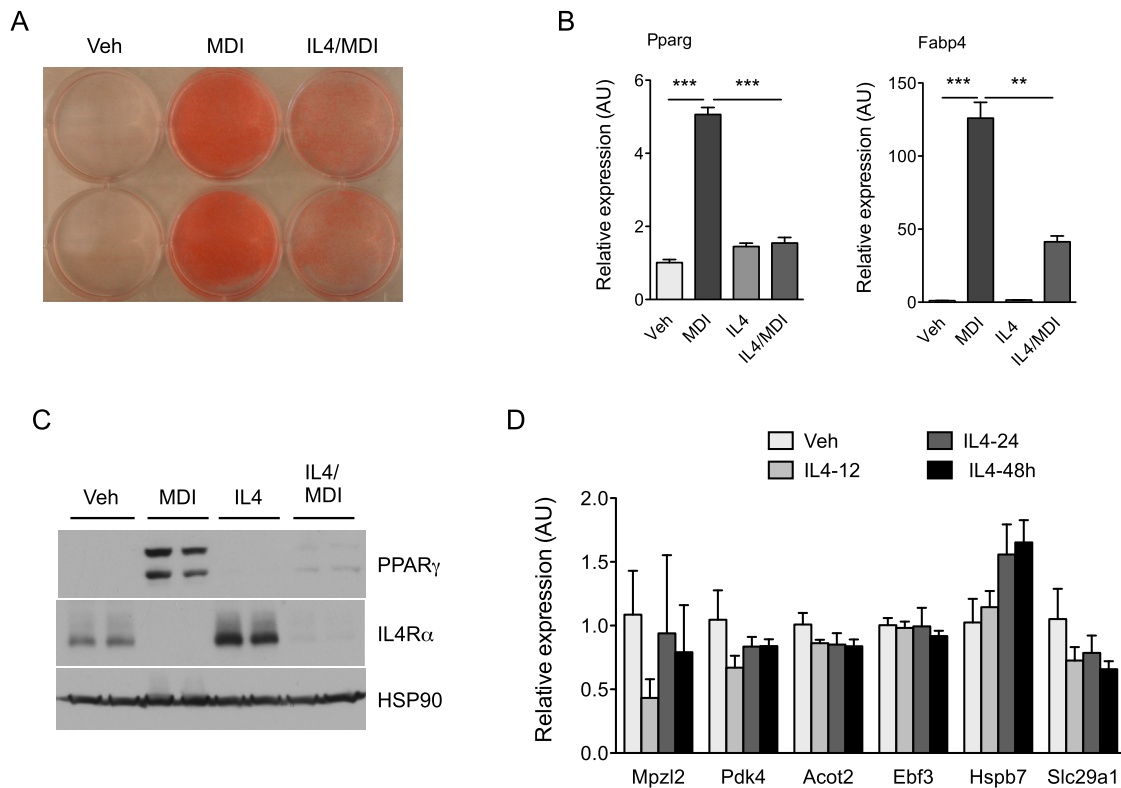 A
Veh MDI IL4/MDI
B
Pparg
Relative expression (AU)
6
4
2
0
*** ***
Veh MDI IL4 IL4/MDI
Fabp4
Relative expression (AU)
150
100
50
0
*** **
Veh MDI IL4 IL4/MDI
C
Veh MDI IL4 IL4/
MDI
PPARγ
IL4Rα
HSP90
D
Veh IL4-24
IL4-12 IL4-48h
Relative expression (AU)
2.0
1.5
1.0
0.5
0.0
Mpzl2 Pdk4 Acot2 Ebf3 Hspb7 Slc29a1